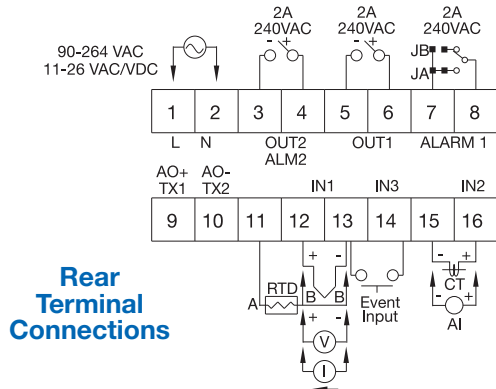 2A 2A 2A
240VAC 240VAC 240VAC
90-264 VAC
11-26 VAC/VDC
- + - +
JB
JA
1 2 3 4 5 6 7 8
L N OUT2 OUT1 ALARM 1
ALM2
AO+ AO-
TX1 TX2 IN1 IN3 IN2
9 10 11 12 13 14 15 16
+ - - +
CT
RTD
A B B
Event
Input
+ - - +
AI
V
I
Rear
Terminal
Connections